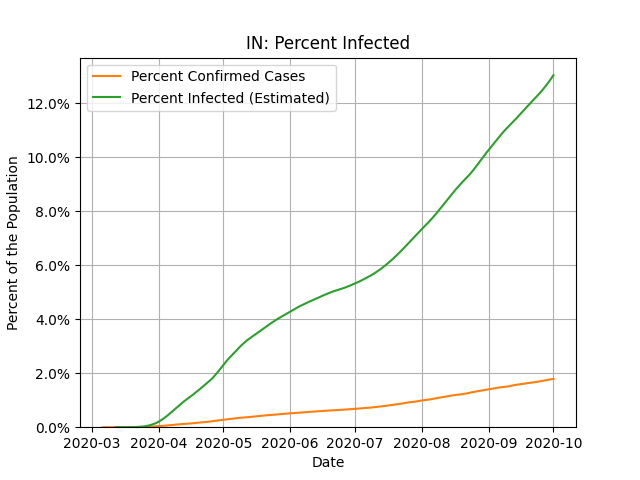 IN: Percent Infected
Percent Confirmed Cases
Percent Infected (Estimated)
Percent of the Population
12.0%
10.0%
8.0%
6.0%
4.0%
2.0%
0.0%
2020-03 2020-04 2020-05 2020-06 2020-07 2020-08 2020-09 2020-10
Date